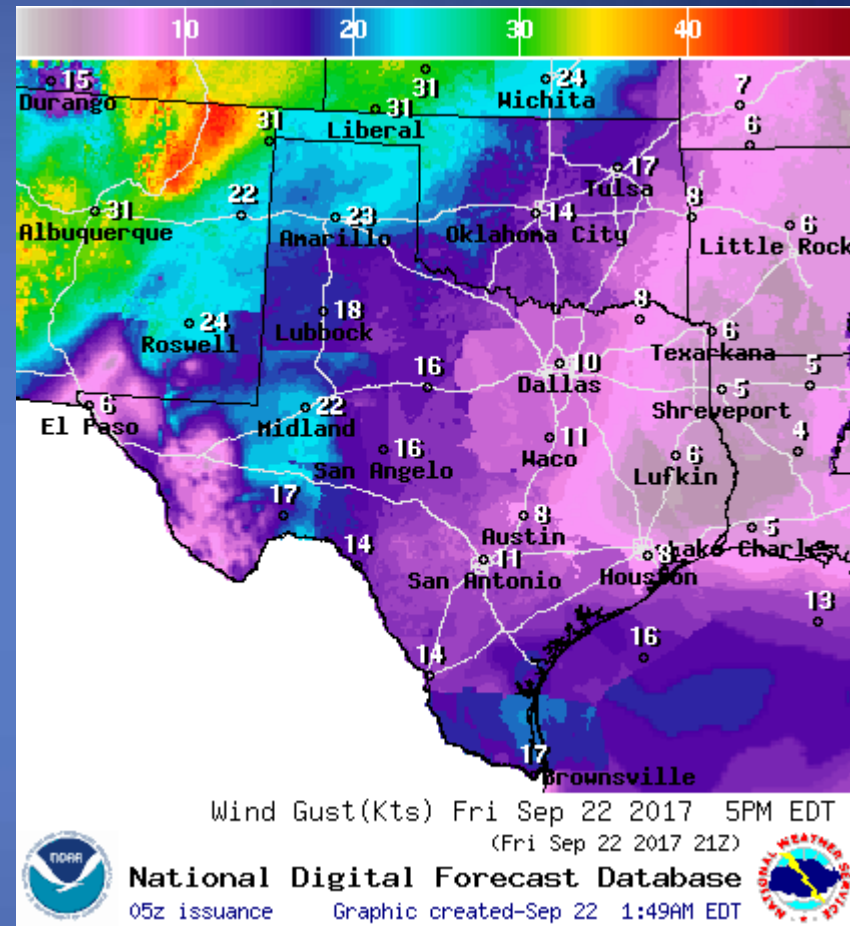 10 20 30 40
15
Durango
31
24
Wichita
7
31
Liberal
31
6
17
Tulsa
31
Albuquerque
22
23
Amarillo
14
Oklahoma City
8
6
Little Rock
24
Roswell
18
Lubbock
8
6
Texarkana
10
Dallas
16
5
Shreveport
5
6
El Paso
22
Midland
16
San Angelo
11
Waco
6
Lufkin
4
17
8
Austin
5
Lake Charles
14
11
San Antonio
8
Houston
13
16
14
17
Brownsville
Wind Gust(Kts) Fri Sep 22 2017 5PM EDT
(Fri Sep 22 2017 21Z)
NOAA
National Digital Forecast Database
05z issuance Graphic created-Sep 22 1:49AM EDT
NATIONAL WEATHER SERVICE